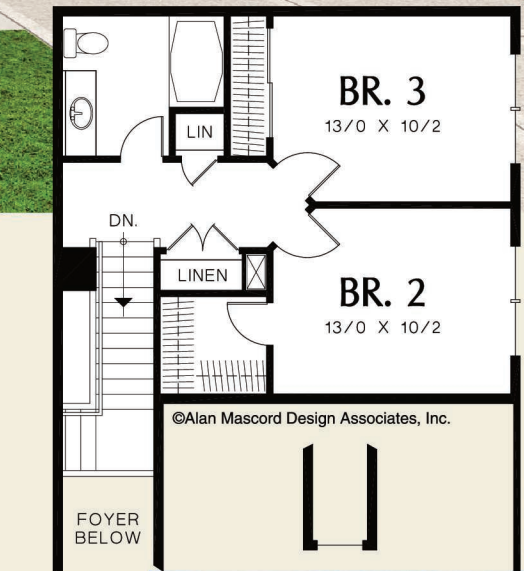 BR. 3
13/0 X 10/2
LIN
DN.
LINEN
BR. 2
13/0 X 10/2
©Alan Mascord Design Associates, Inc.
FOYER
BELOW